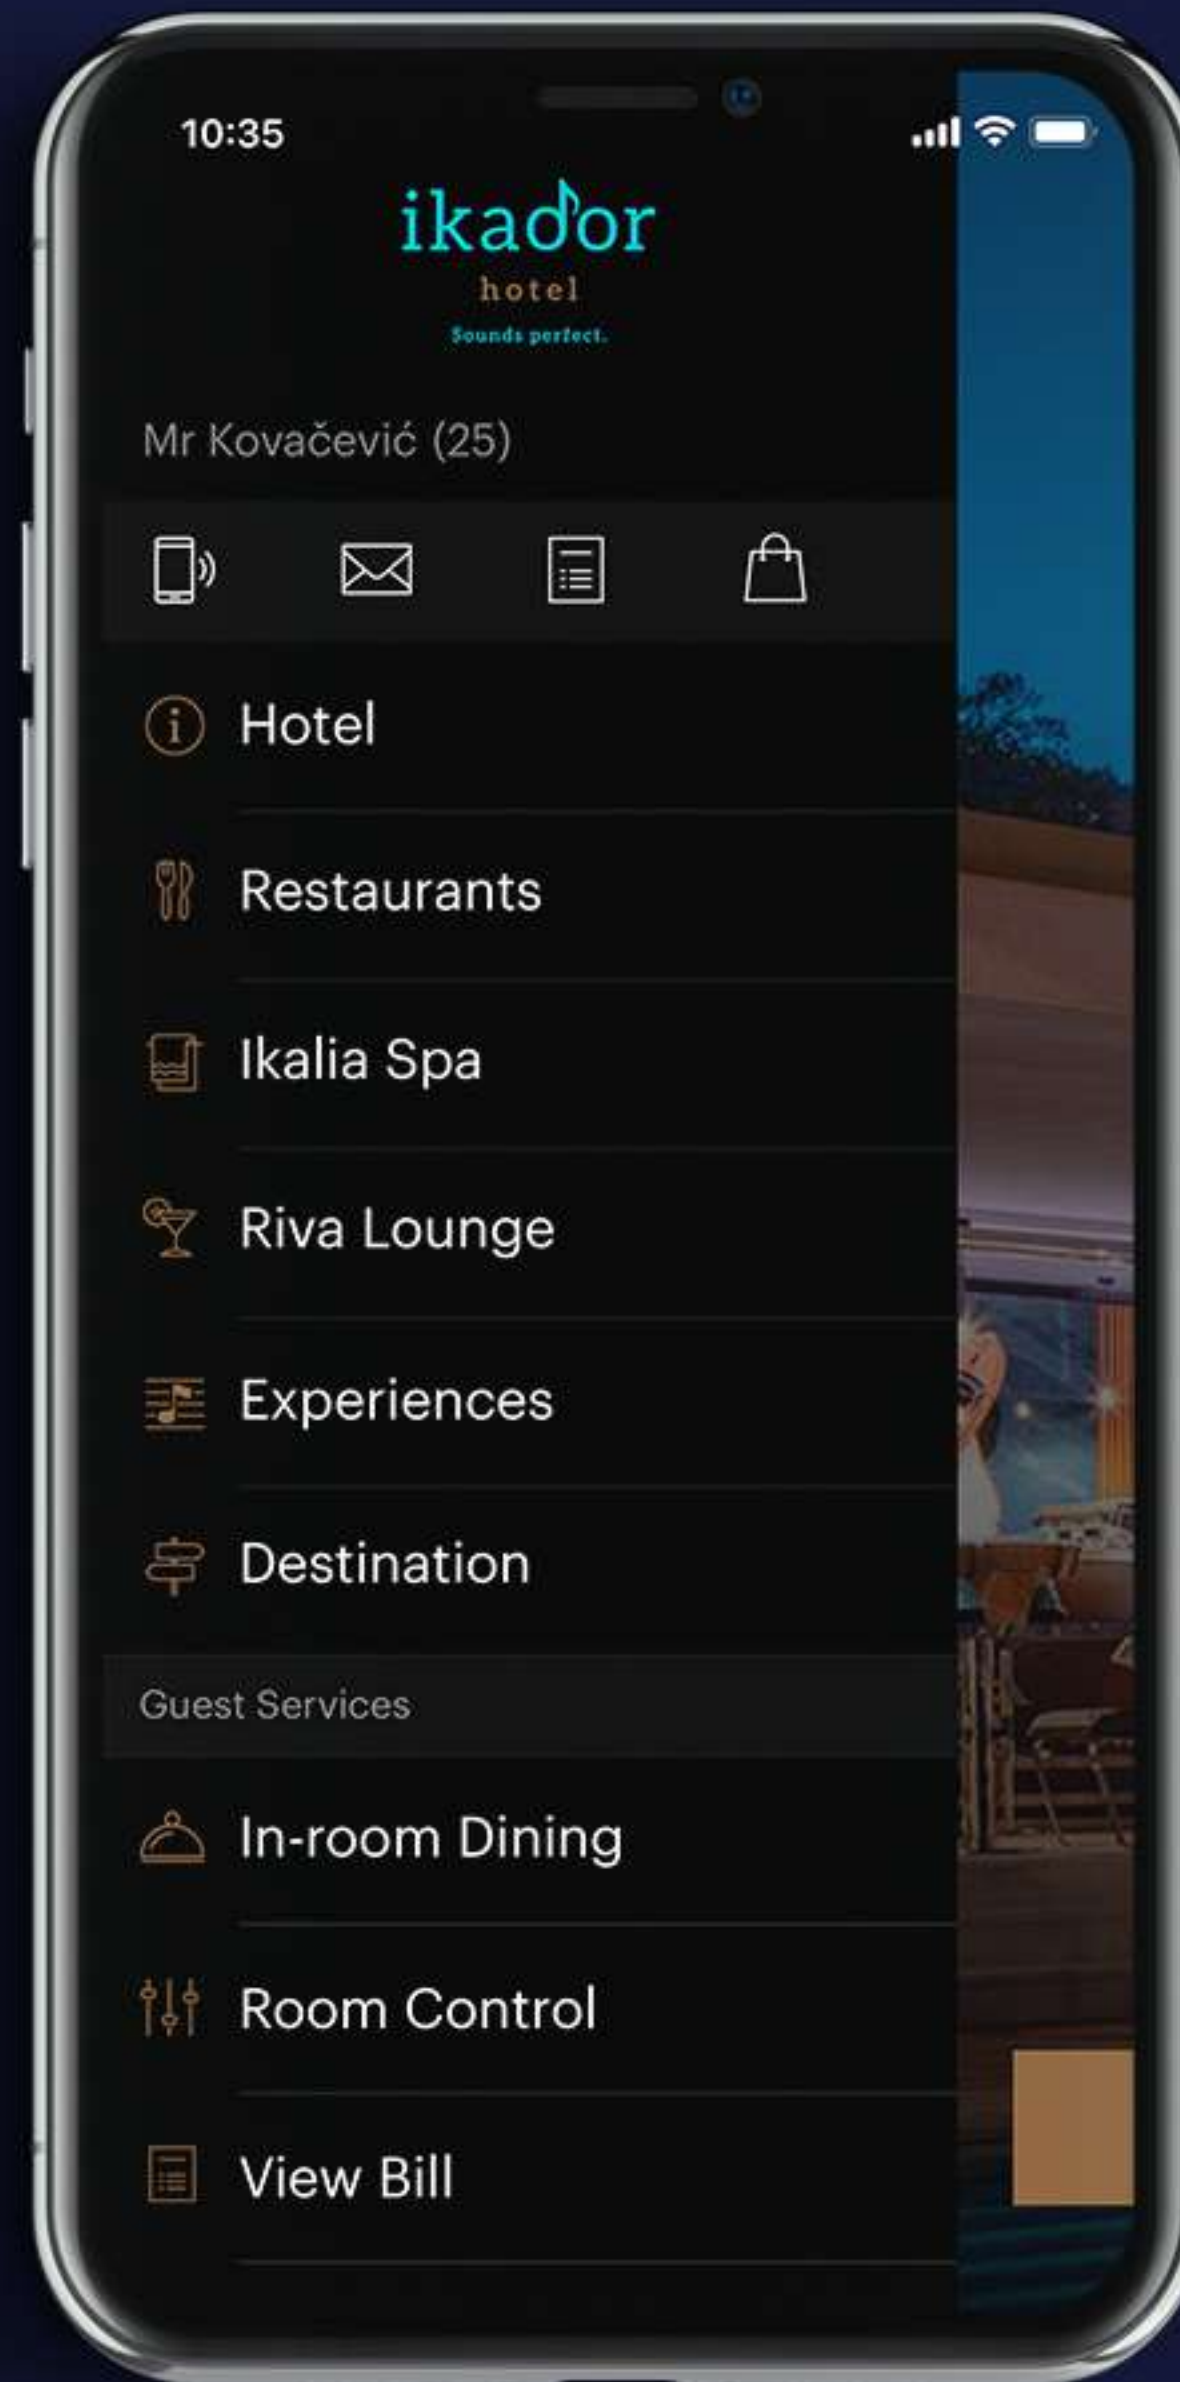 10:35
ikador
hotel
Sounds perfect.
Mr Kovačević (25)
Hotel
Restaurants
Ikalia Spa
Riva Lounge
Experiences
Destination
Guest Services
In-room Dining
Room Control
View Bill